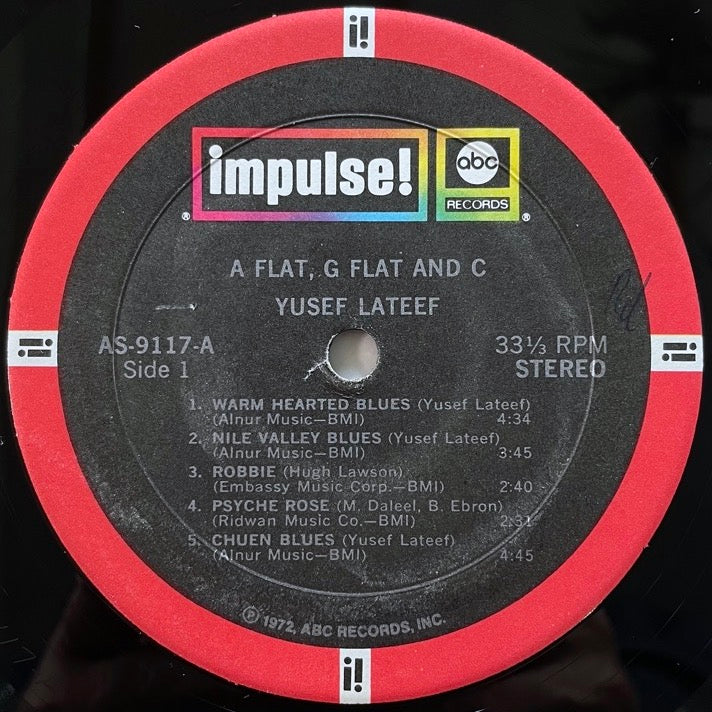 i!
impulse!
abc
RECORDS
®
®
A FLAT, G FLAT AND C
YUSEF LATEEF
AS-9117-A
Side 1
33⅓ RPM
STEREO
i!
i!
1. WARM HEARTED BLUES (Yusef Lateef)
(Alnur Music—BMI) 4:34
2. NILE VALLEY BLUES (Yusef Lateef)
(Alnur Music—BMI) 3:45
3. ROBBIE (Hugh Lawson)
(Embassy Music Corp.—BMI) 2:40
4. PSYCHE ROSE (M. Daleel, B. Ebron)
(Ridwan Music Co.—BMI) 2:31
5. CHUEN BLUES (Yusef Lateef)
(Alnur Music—BMI) 4:45
℗ 1972, ABC RECORDS, INC.
i!